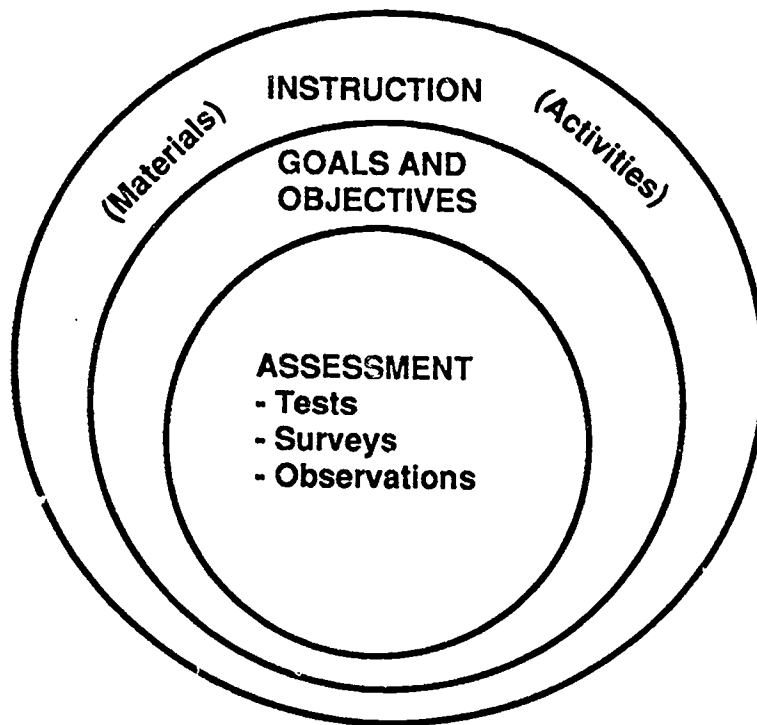 INSTRUCTION
(Materials)
(Activities)
GOALS AND
OBJECTIVES
ASSESSMENT
- Tests
- Surveys
- Observations